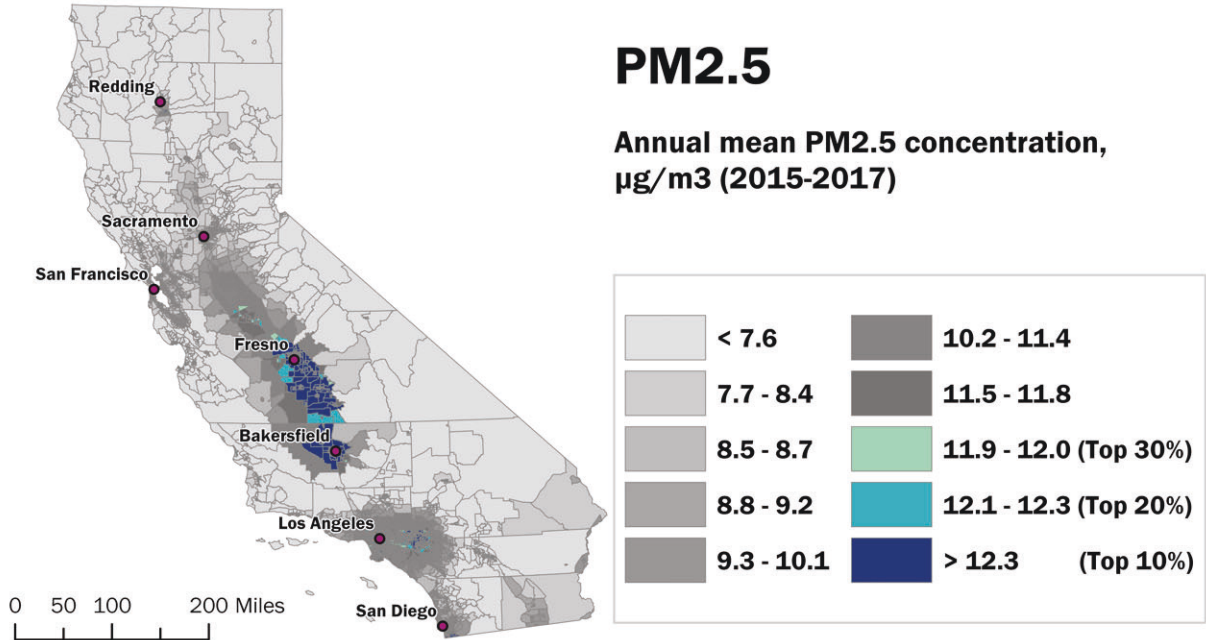 PM2.5
Annual mean PM2.5 concentration,
µg/m3 (2015-2017)
Redding
Sacramento
San Francisco
Fresno
Bakersfield
Los Angeles
San Diego
0 50 100 200 Miles
< 7.6
7.7 - 8.4
8.5 - 8.7
8.8 - 9.2
9.3 - 10.1
10.2 - 11.4
11.5 - 11.8
11.9 - 12.0 (Top 30%)
12.1 - 12.3 (Top 20%)
> 12.3 (Top 10%)